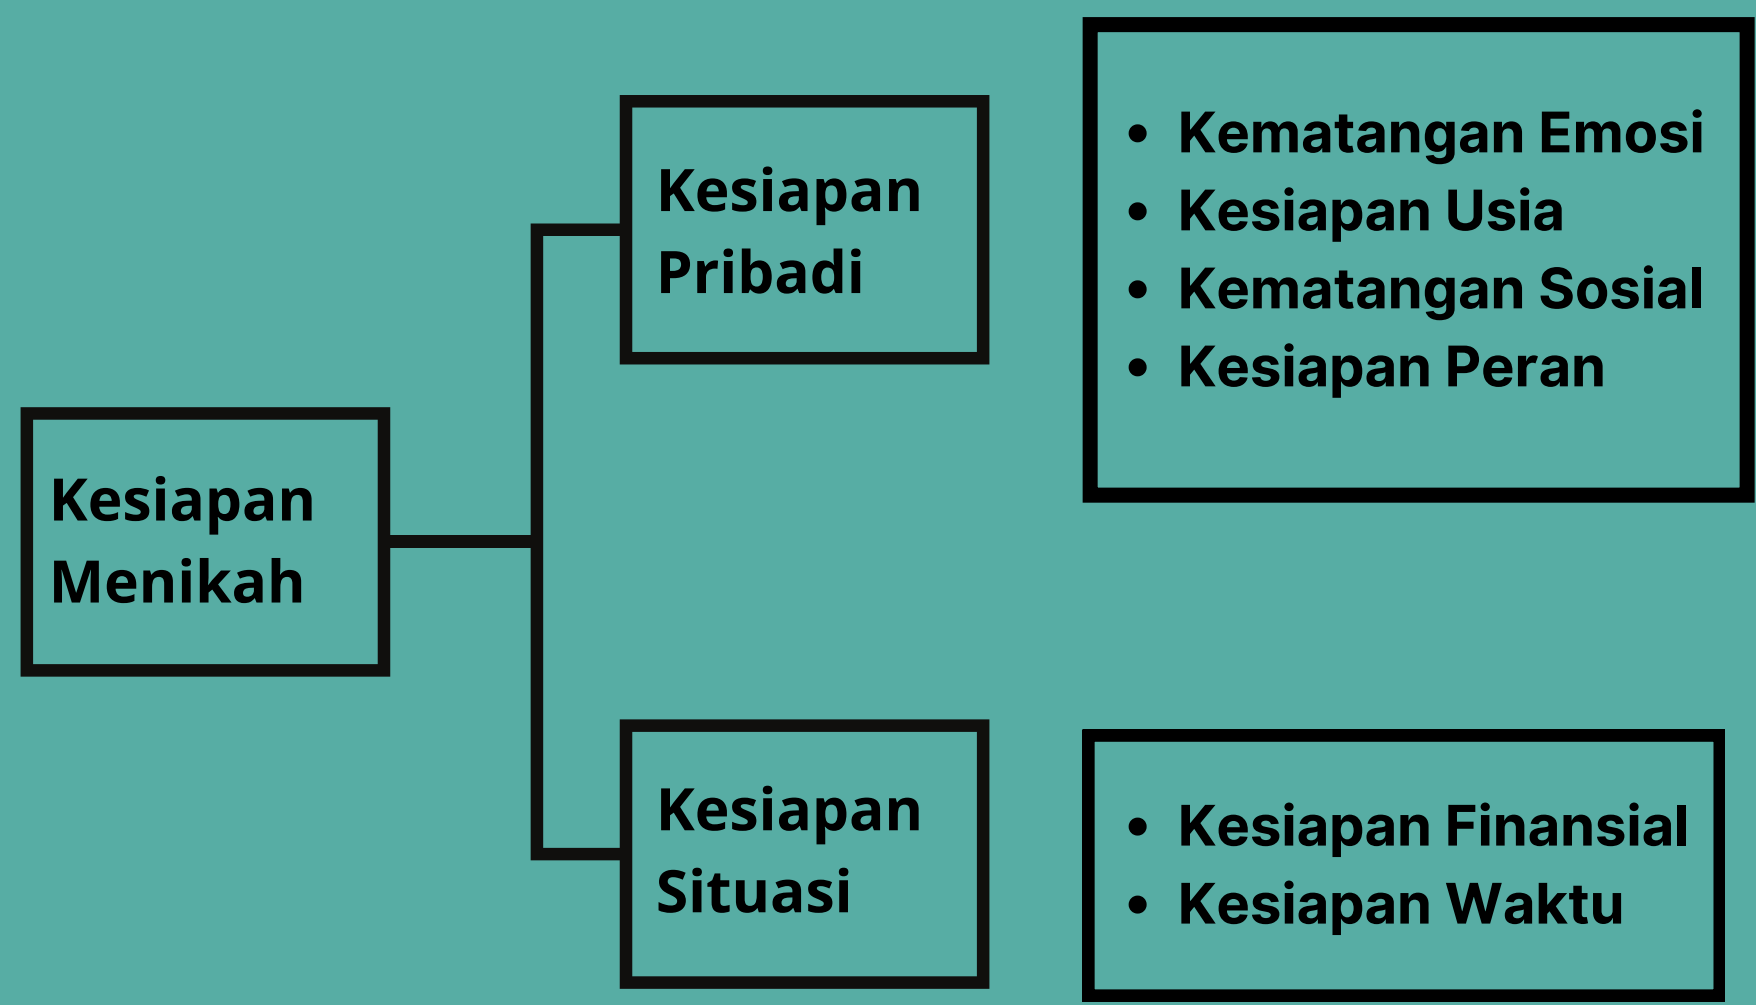 Kesiapan
Menikah
Kesiapan
Pribadi
• Kematangan Emosi
• Kesiapan Usia
• Kematangan Sosial
• Kesiapan Peran
Kesiapan
Situasi
• Kesiapan Finansial
• Kesiapan Waktu